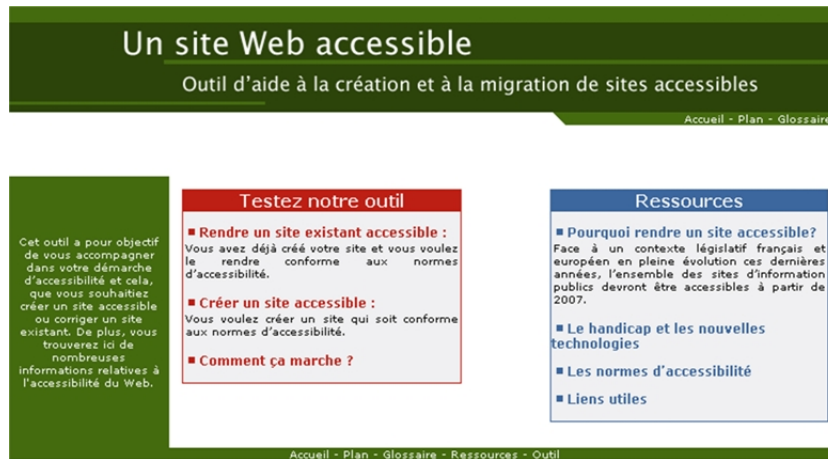 Un site Web accessible
Outil d'aide à la création et à la migration de sites accessibles
Accueil - Plan - Glossaire
Cet outil a pour objectif
de vous accompagner
dans votre démarche
d'accessibilité et cela,
que vous souhaitiez
créer un site accessible
ou corriger un site
existant. De plus, vous
trouverez ici de
nombreuses
informations relatives à
l'accessibilité du Web.
Testez notre outil
Rendre un site existant accessible :
Vous avez déjà créé votre site et vous voulez
le rendre conforme aux normes
d'accessibilité.
Créer un site accessible :
Vous voulez créer un site qui soit conforme
aux normes d'accessibilité.
Comment ça marche ?
Ressources
Pourquoi rendre un site accessible?
Face à un contexte législatif français et
européen en pleine évolution ces dernières
années, l'ensemble des sites d'information
publics devront être accessibles à partir de
2007.
Le handicap et les nouvelles
technologies
Les normes d'accessibilité
Liens utiles
Accueil - Plan - Glossaire - Ressources - Outil